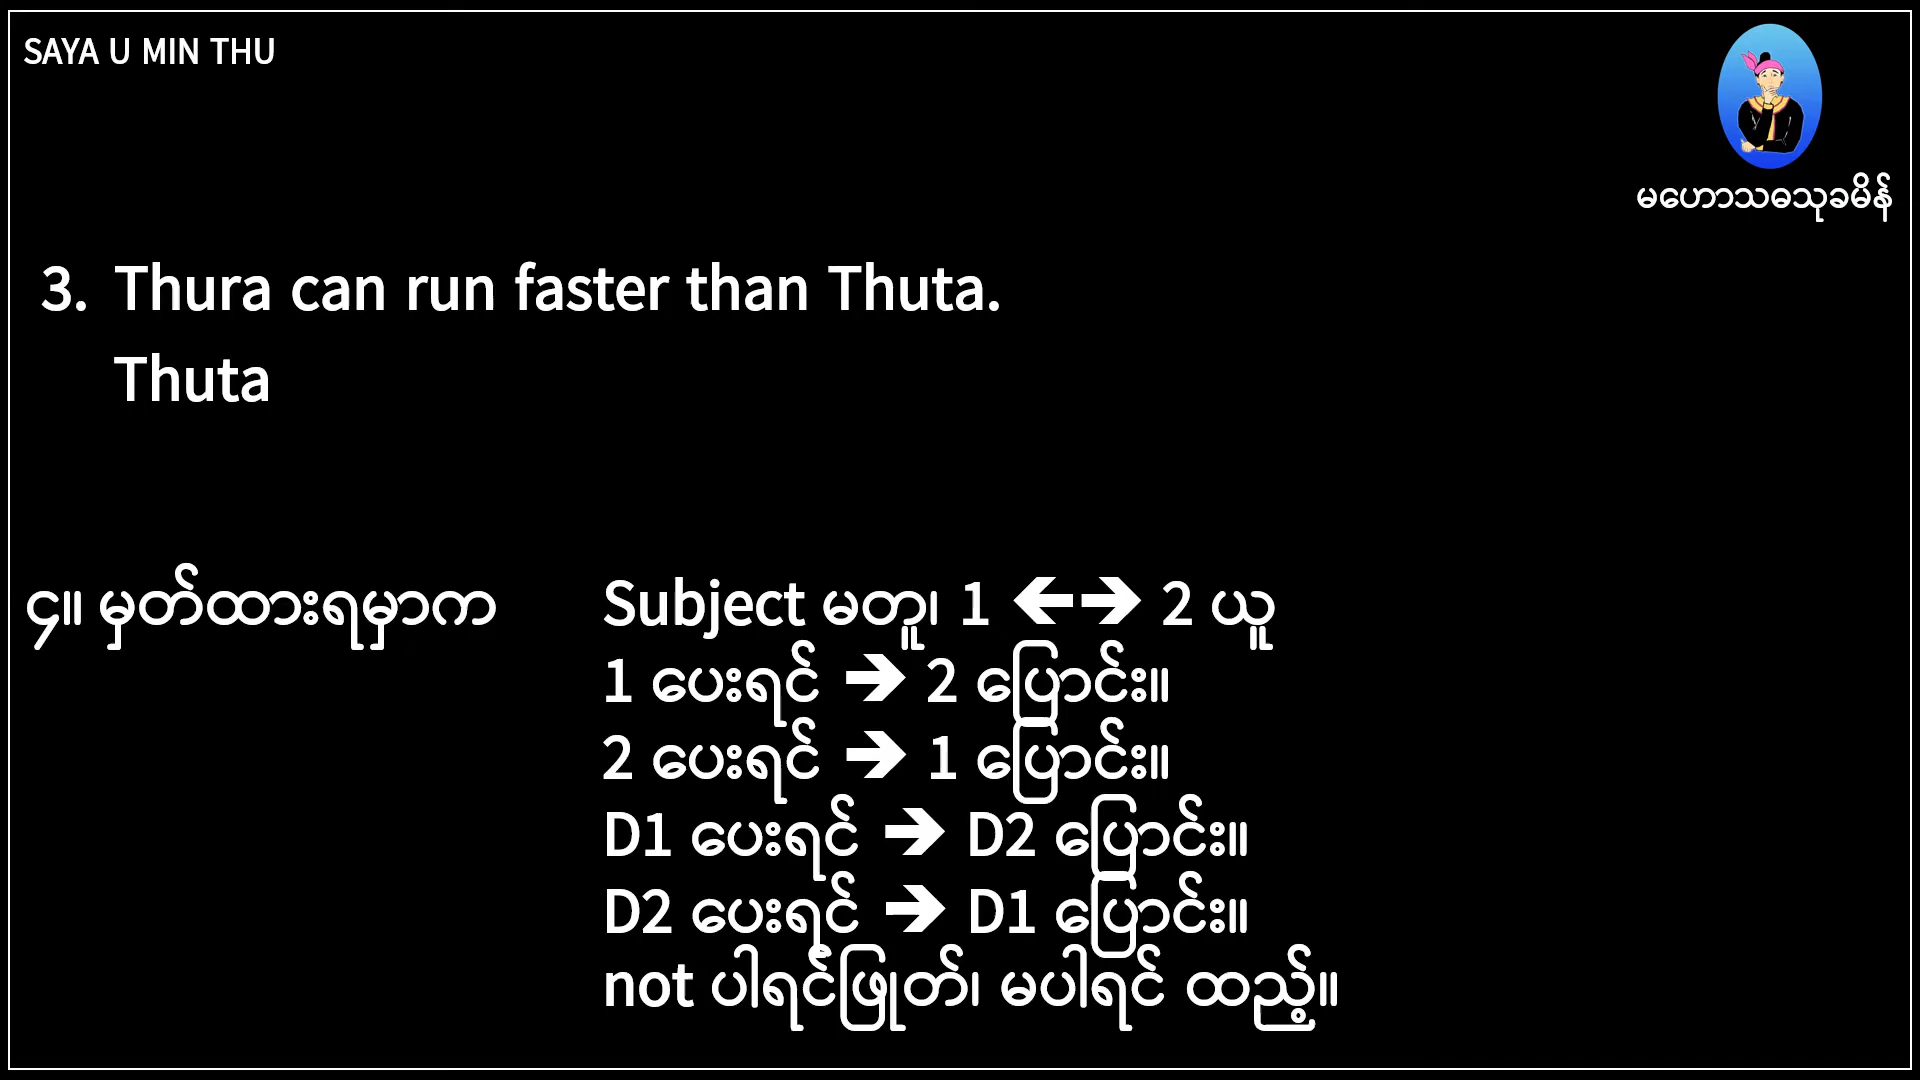 SAYA U MIN THU
မဟောသဓသုခမိန်
3. Thura can run faster than Thuta.
Thuta
၄။ မှတ်ထားရမှာက Subject မတူ၊ 1 🡨🡪 2 ယူ
1 ပေးရင် 🡪 2 ပြောင်း။
2 ပေးရင် 🡪 1 ပြောင်း။
D1 ပေးရင် 🡪 D2 ပြောင်း။
D2 ပေးရင် 🡪 D1 ပြောင်း။
not ပါရင်ဖြုတ်၊ မပါရင် ထည့်။